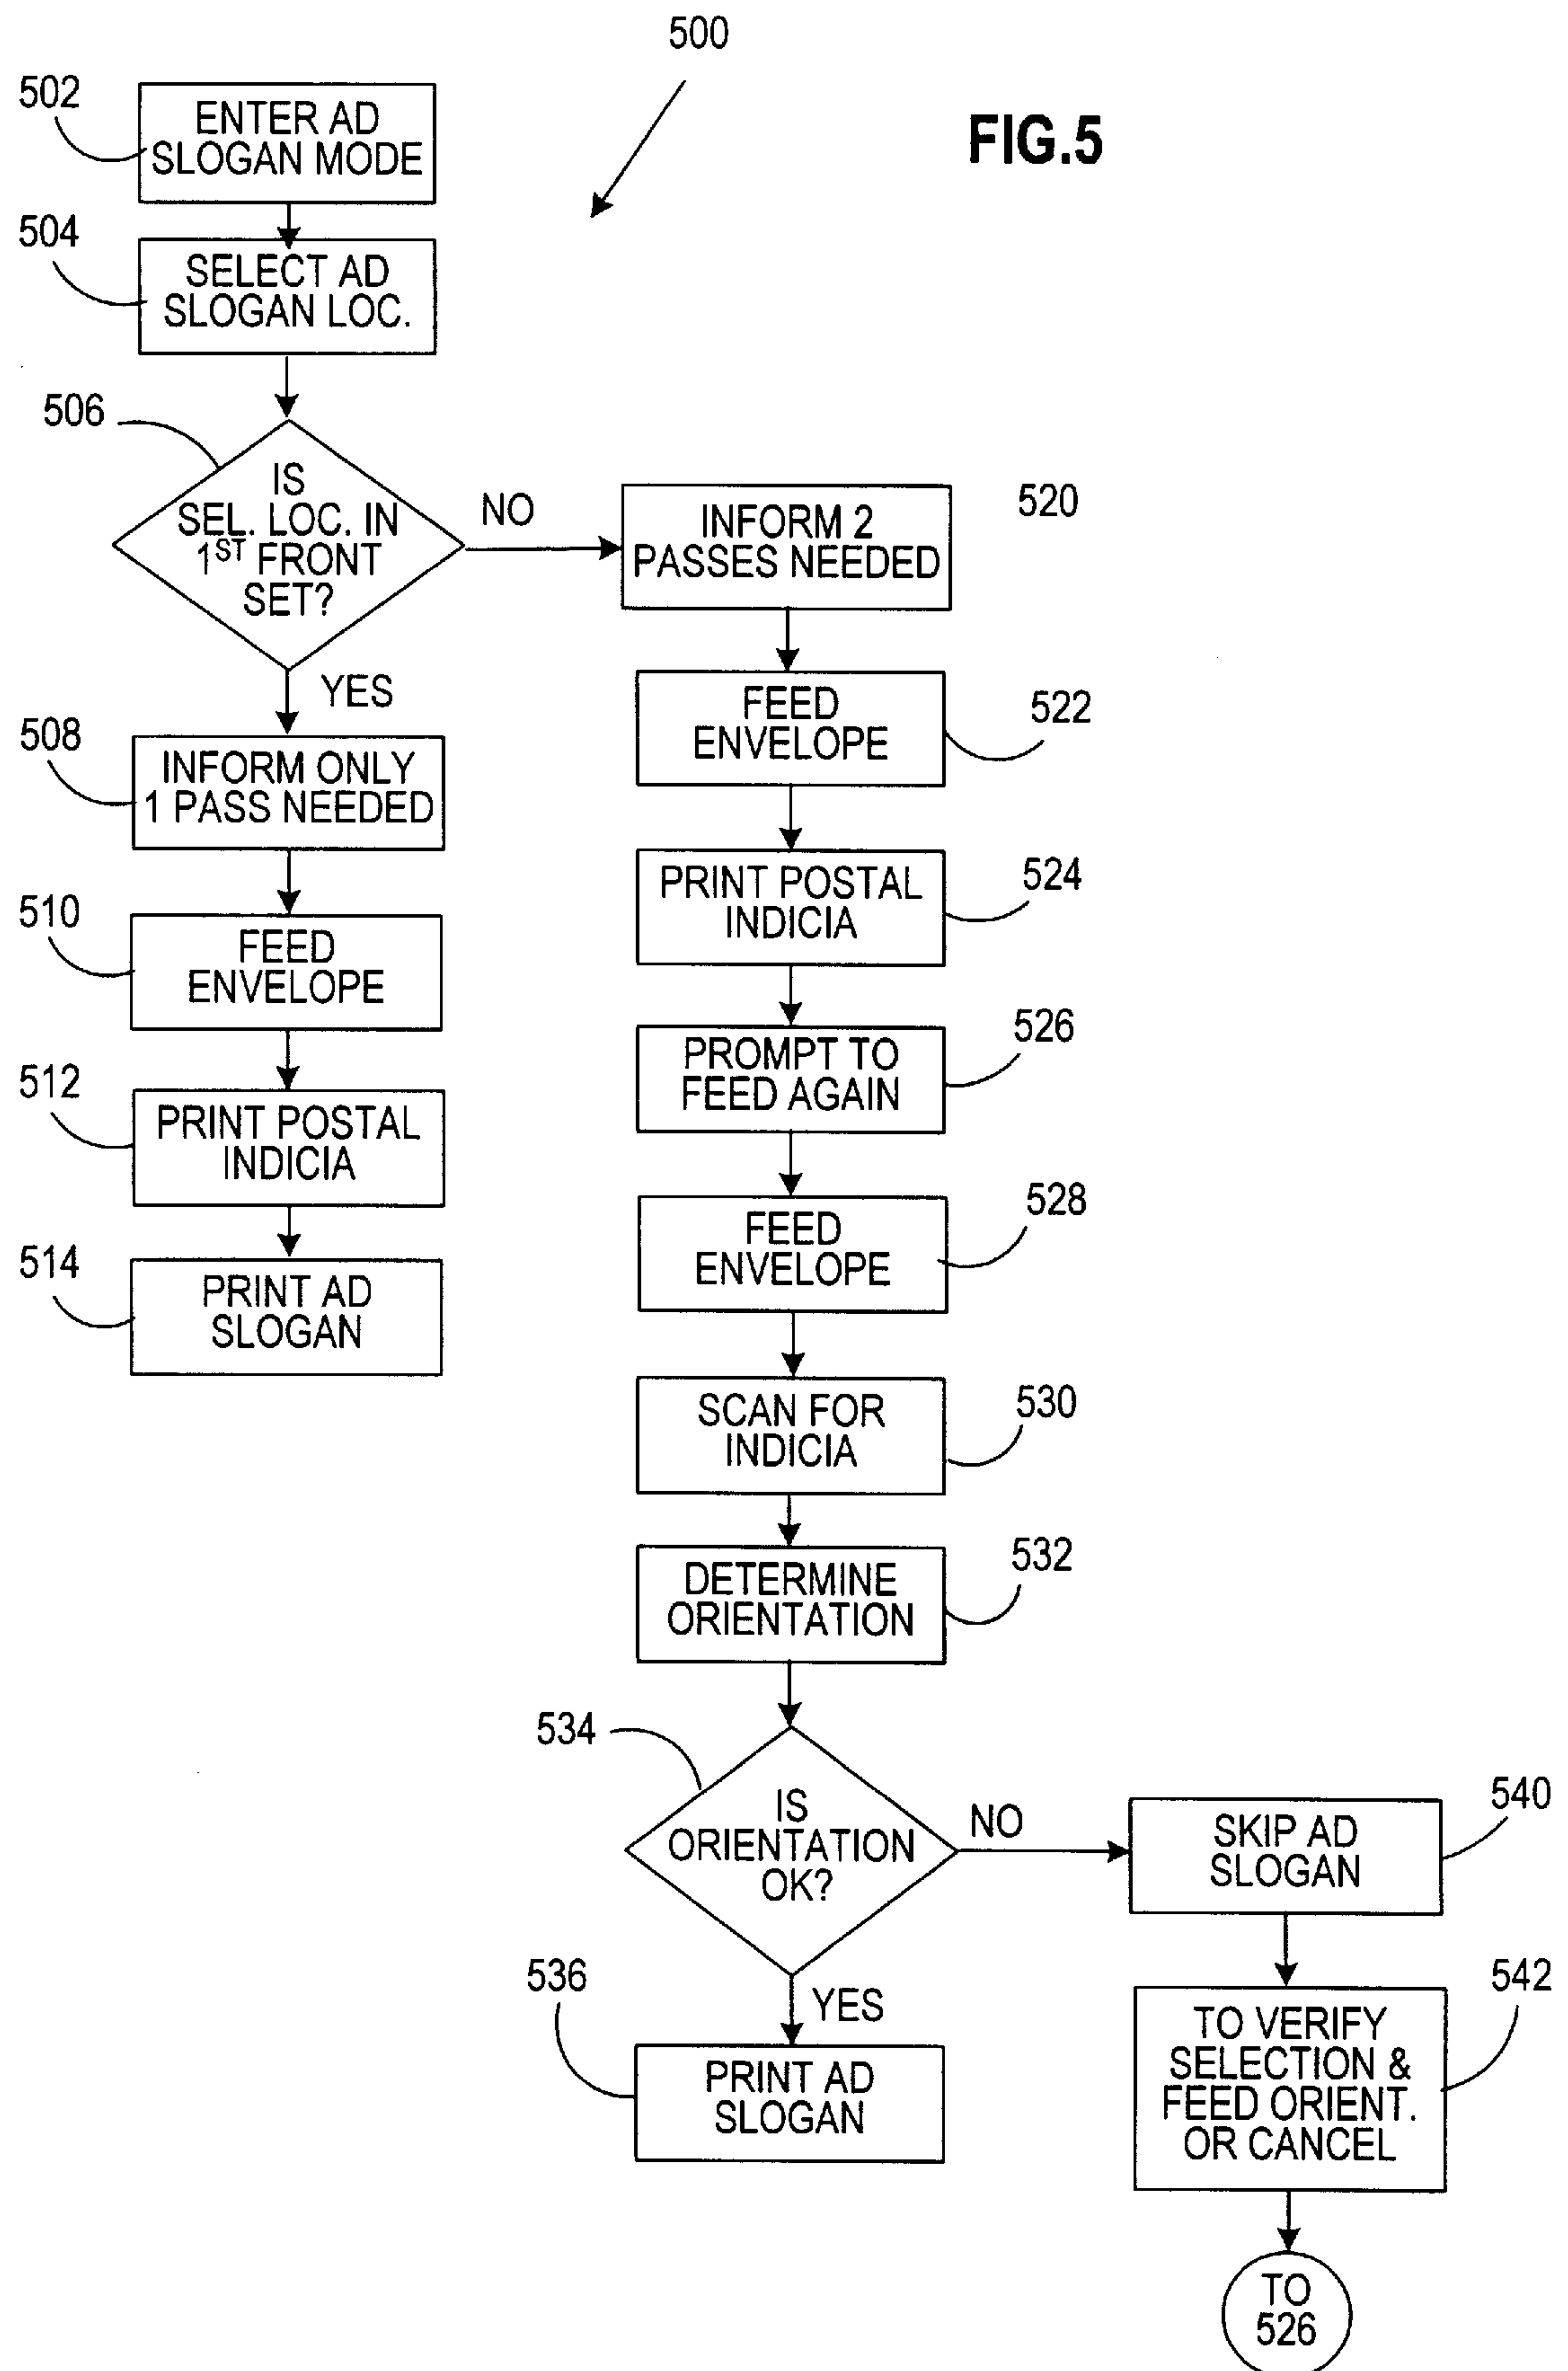 500
FIG.5
502
ENTER AD
SLOGAN MODE
504
SELECT AD
SLOGAN LOC.
506
IS
SEL. LOC. IN
1ST FRONT
SET?
NO
YES
508
INFORM ONLY
1 PASS NEEDED
510
FEED
ENVELOPE
512
PRINT POSTAL
INDICIA
514
PRINT AD
SLOGAN
520
INFORM 2
PASSES NEEDED
522
FEED
ENVELOPE
524
PRINT POSTAL
INDICIA
526
PROMPT TO
FEED AGAIN
528
FEED
ENVELOPE
530
SCAN FOR
INDICIA
532
DETERMINE
ORIENTATION
534
IS
ORIENTATION
OK?
NO
YES
536
PRINT AD
SLOGAN
540
SKIP AD
SLOGAN
542
TO VERIFY
SELECTION &
FEED ORIENT.
OR CANCEL
TO
526